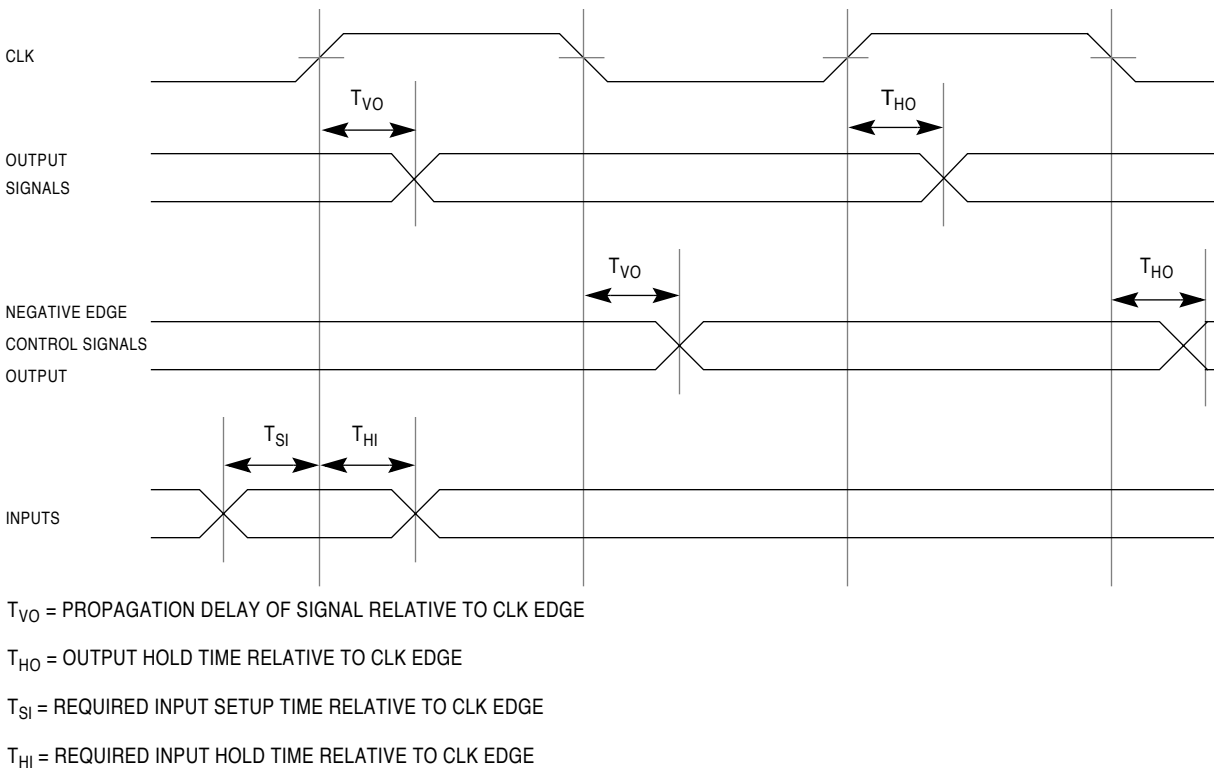 CLK
T_VO
T_HO
OUTPUT
SIGNALS
T_VO
T_HO
NEGATIVE EDGE
CONTROL SIGNALS
OUTPUT
T_SI
T_HI
INPUTS
T_VO = PROPAGATION DELAY OF SIGNAL RELATIVE TO CLK EDGE
T_HO = OUTPUT HOLD TIME RELATIVE TO CLK EDGE
T_SI = REQUIRED INPUT SETUP TIME RELATIVE TO CLK EDGE
T_HI = REQUIRED INPUT HOLD TIME RELATIVE TO CLK EDGE